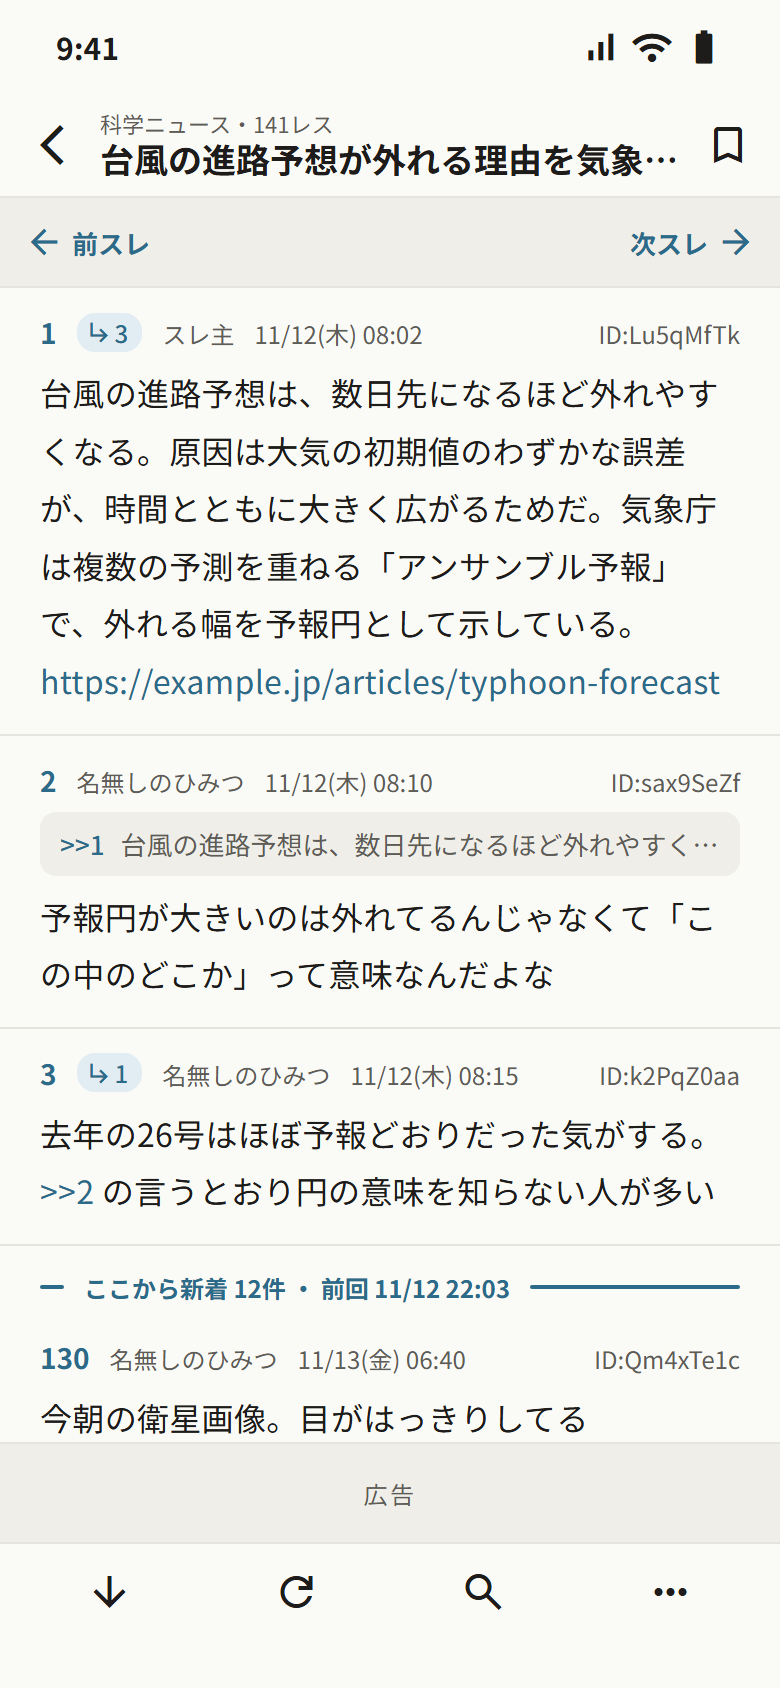 9:41
科学ニュース・141レス
台風の進路予想が外れる理由を気象…
前スレ
次スレ
1 3 スレ主 11/12(木) 08:02 ID:Lu5qMfTk
台風の進路予想は、数日先になるほど外れやす
くなる。原因は大気の初期値のわずかな誤差
が、時間とともに大きく広がるためだ。気象庁
は複数の予測を重ねる「アンサンブル予報」
で、外れる幅を予報円として示している。
https://example.jp/articles/typhoon-forecast
2 名無しのひみつ 11/12(木) 08:10 ID:sax9SeZf
>>1 台風の進路予想は、数日先になるほど外れやすく…
予報円が大きいのは外れてるんじゃなくて「こ
の中のどこか」って意味なんだよな
3 1 名無しのひみつ 11/12(木) 08:15 ID:k2PqZ0aa
去年の26号はほぼ予報どおりだった気がする。
>>2 の言うとおり円の意味を知らない人が多い
ここから新着 12件 ・ 前回 11/12 22:03
130 名無しのひみつ 11/13(金) 06:40 ID:Qm4xTe1c
今朝の衛星画像。目がはっきりしてる
広告